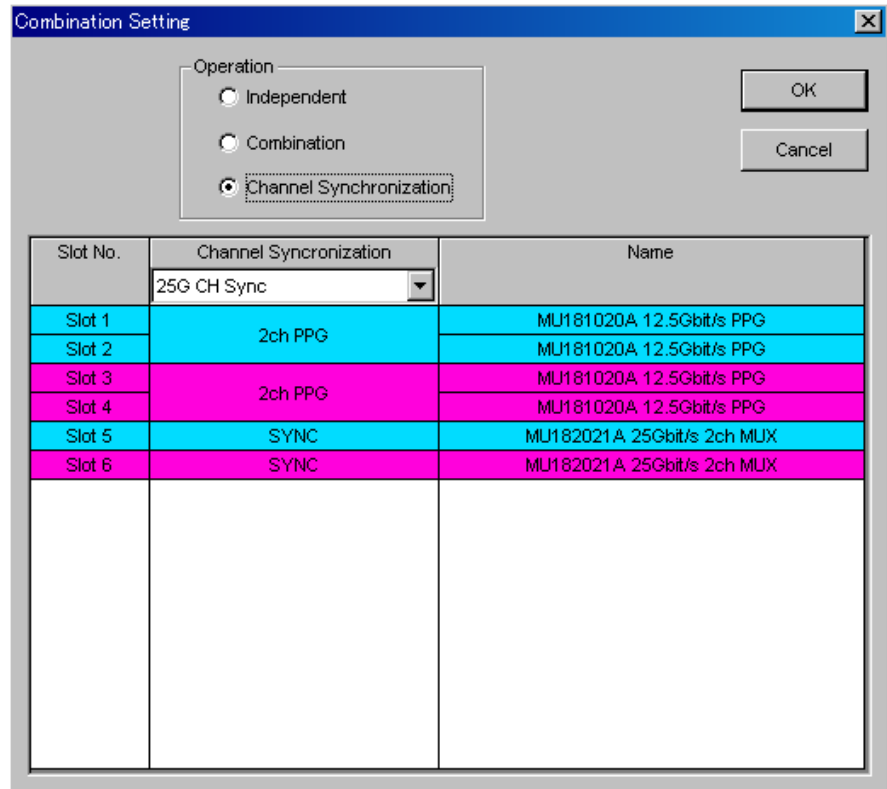 Combination Setting
Operation
Independent
Combination
Channel Synchronization
OK
Cancel
Slot No. Channel Syncronization Name
25G CH Sync
Slot 1 2ch PPG MU181020A 12.5Gbit/s PPG
Slot 2 MU181020A 12.5Gbit/s PPG
Slot 3 2ch PPG MU181020A 12.5Gbit/s PPG
Slot 4 MU181020A 12.5Gbit/s PPG
Slot 5 SYNC MU182021A 25Gbit/s 2ch MUX
Slot 6 SYNC MU182021A 25Gbit/s 2ch MUX